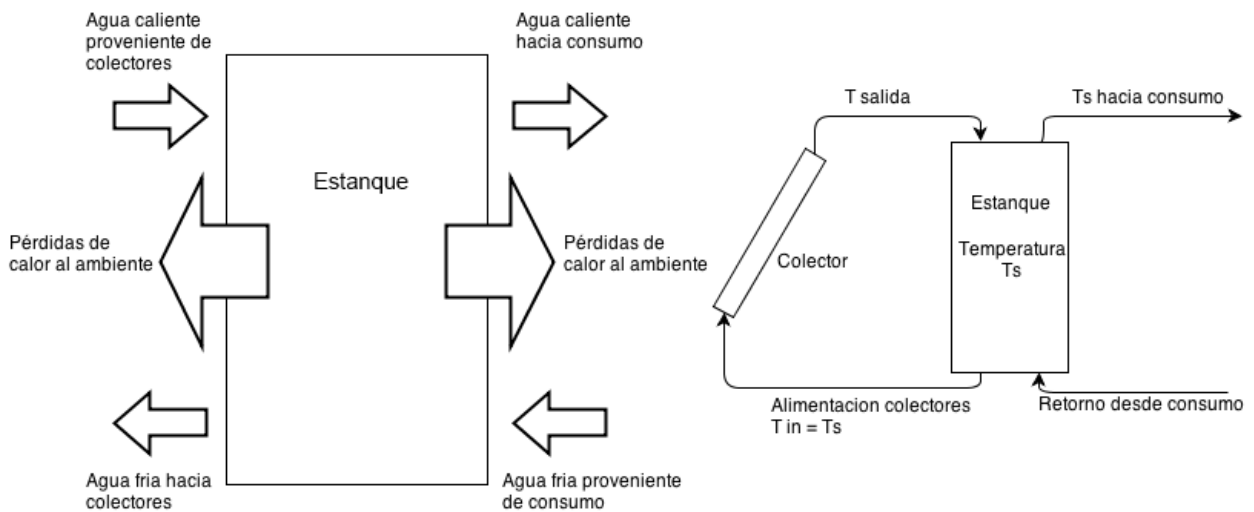 Agua caliente
proveniente de
colectores
Agua caliente
hacia consumo
Estanque
Pérdidas de
calor al ambiente
Pérdidas de
calor al ambiente
Agua fria hacia
colectores
Agua fria proveniente
de consumo
T salida
Ts hacia consumo
Colector
Estanque
Temperatura
Ts
Alimentacion colectores
T in = Ts
Retorno desde consumo